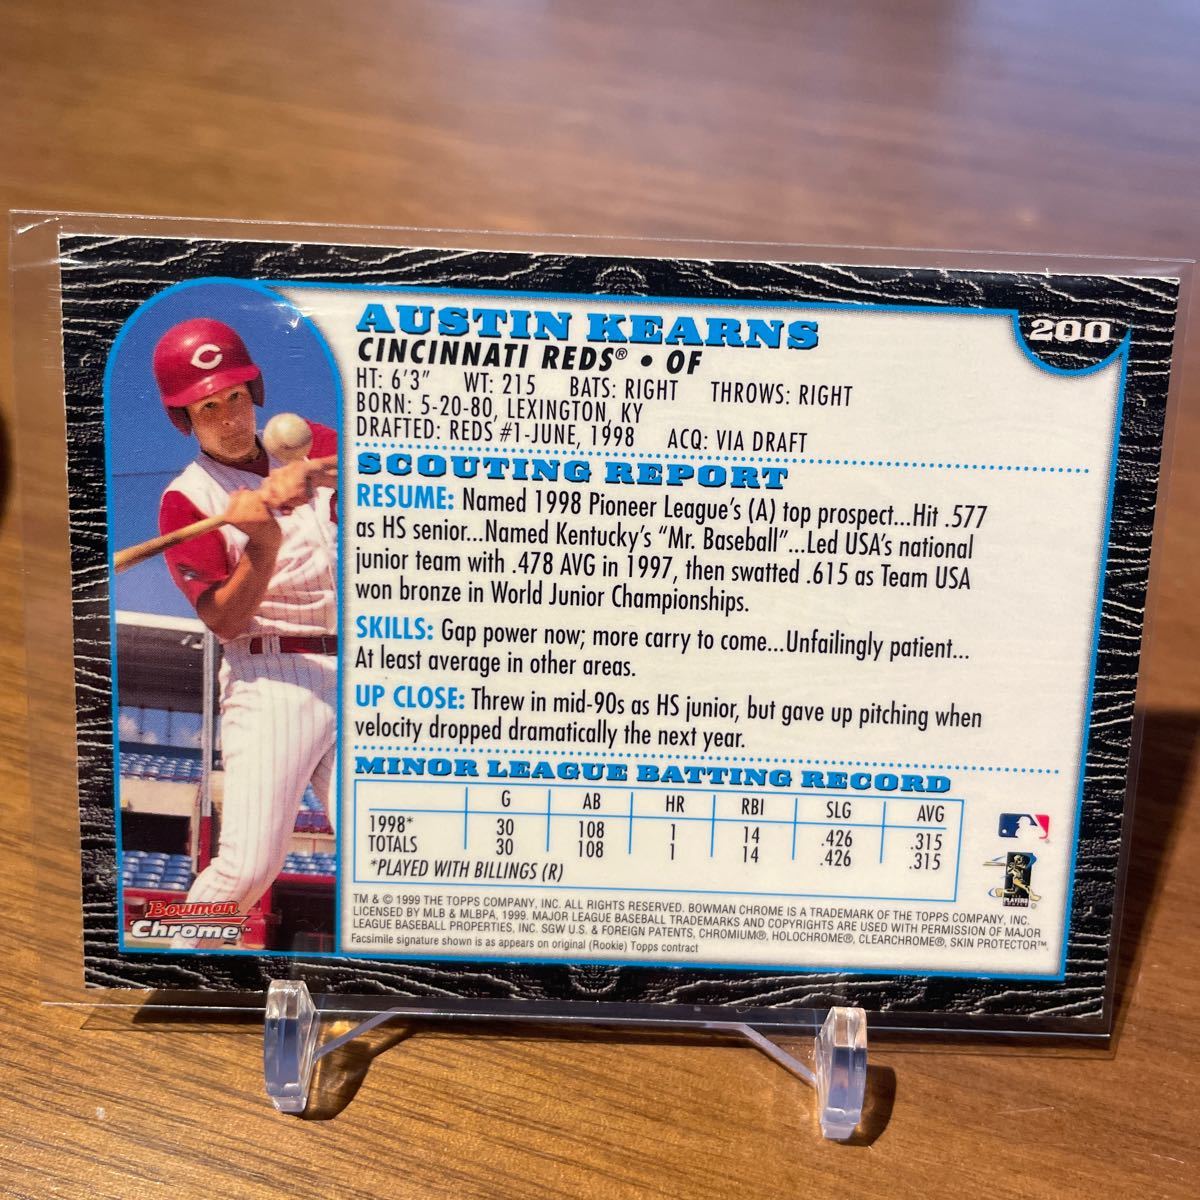 AUSTIN KEARNS
200
CINCINNATI REDS® • OF
HT: 6'3" WT: 215 BATS: RIGHT THROWS: RIGHT
BORN: 5-20-80, LEXINGTON, KY
DRAFTED: REDS #1-JUNE, 1998 ACQ: VIA DRAFT
SCOUTING REPORT
RESUME: Named 1998 Pioneer League's (A) top prospect...Hit .577
as HS senior...Named Kentucky's "Mr. Baseball"...Led USA's national
junior team with .478 AVG in 1997, then swatted .615 as Team USA
won bronze in World Junior Championships.
SKILLS: Gap power now; more carry to come...Unfailingly patient...
At least average in other areas.
UP CLOSE: Threw in mid-90s as HS junior, but gave up pitching when
velocity dropped dramatically the next year.
MINOR LEAGUE BATTING RECORD
G AB HR RBI SLG AVG
1998* 30 108 1 14 .426 .315
TOTALS 30 108 1 14 .426 .315
*PLAYED WITH BILLINGS (R)
TM & © 1999 THE TOPPS COMPANY, INC. ALL RIGHTS RESERVED. BOWMAN CHROME IS A TRADEMARK OF THE TOPPS COMPANY, INC.
LICENSED BY MLB & MLBPA, 1999. MAJOR LEAGUE BASEBALL TRADEMARKS AND COPYRIGHTS ARE USED WITH PERMISSION OF MAJOR
LEAGUE BASEBALL PROPERTIES, INC. SGW U.S. & FOREIGN PATENTS, CHROMIUM®, HOLOCHROME®, CLEARCHROME®, SKIN PROTECTOR™.
Facsimile signature shown is as appears on original (Rookie) Topps contract
Bowman
Chrome™
C